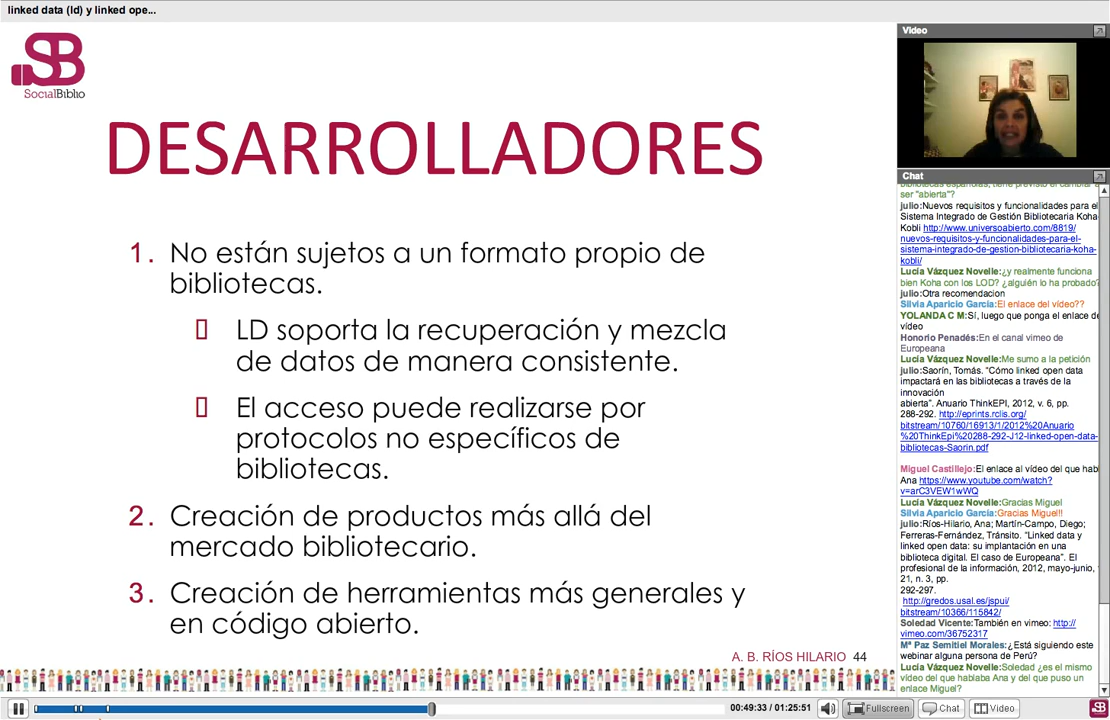 linked data (ld) y linked ope...
SB
SocialBiblio
DESARROLLADORES
1. No están sujetos a un formato propio de
bibliotecas.
LD soporta la recuperación y mezcla
de datos de manera consistente.
El acceso puede realizarse por
protocolos no específicos de
bibliotecas.
2. Creación de productos más allá del
mercado bibliotecario.
3. Creación de herramientas más generales y
en código abierto.
A. B. RÍOS HILARIO 44
Video
Chat
ser "abierta"?
julio:Nuevos requisitos y funcionalidades para el
Sistema Integrado de Gestión Bibliotecaria Koha-
Kobli http://www.universoabierto.com/8819/
nuevos-requisitos-y-funcionalidades-para-el-
sistema-integrado-de-gestion-bibliotecaria-koha-
kobli/
Lucía Vázquez Novelle:¿y realmente funciona
bien Koha con los LOD? ¿alguién lo ha probado?
julio:Otra recomendacion
Silvia Aparicio García:El enlace del vídeo??
YOLANDA C M:Sí, luego que ponga el enlace de
vídeo
Honorio Penadés:En el canal vimeo de
Europeana
Lucía Vázquez Novelle:Me sumo a la petición
julio:Saorín, Tomás. "Cómo linked open data
impactará en las bibliotecas a través de la
innovación
abierta". Anuario ThinkEPI, 2012, v. 6, pp.
288-292. http://eprints.rclis.org/
bitstream/10760/16913/1/2012%20Anuario
%20ThinkEpi%20288-292-J12-linked-open-data-
bibliotecas-Saorin.pdf
Miguel Castillejo:El enlace al vídeo del que hab
Ana https://www.youtube.com/watch?
v=arC3VEW1wWQ
Lucía Vázquez Novelle:Gracias Miguel
Silvia Aparicio García:Gracias Miguel!!
julio:Ríos-Hilario, Ana; Martín-Campo, Diego;
Ferreras-Fernández, Tránsito. "Linked data y
linked open data: su implantación en una
biblioteca digital. El caso de Europeana". El
profesional de la información, 2012, mayo-junio, v
21, n. 3, pp.
292-297.
http://gredos.usal.es/jspui/
bitstream/10366/115842/
Soledad Vicente:También en vimeo: http://
vimeo.com/36752317
Mª Paz Semitiel Morales:¿Está siguiendo este
webinar alguna persona de Perú?
Lucía Vázquez Novelle:Soledad ¿es el mismo
vídeo del que hablaba Ana y del que puso un
enlace Miguel?
00:49:33 / 01:25:51
Fullscreen
Chat
Video
SB